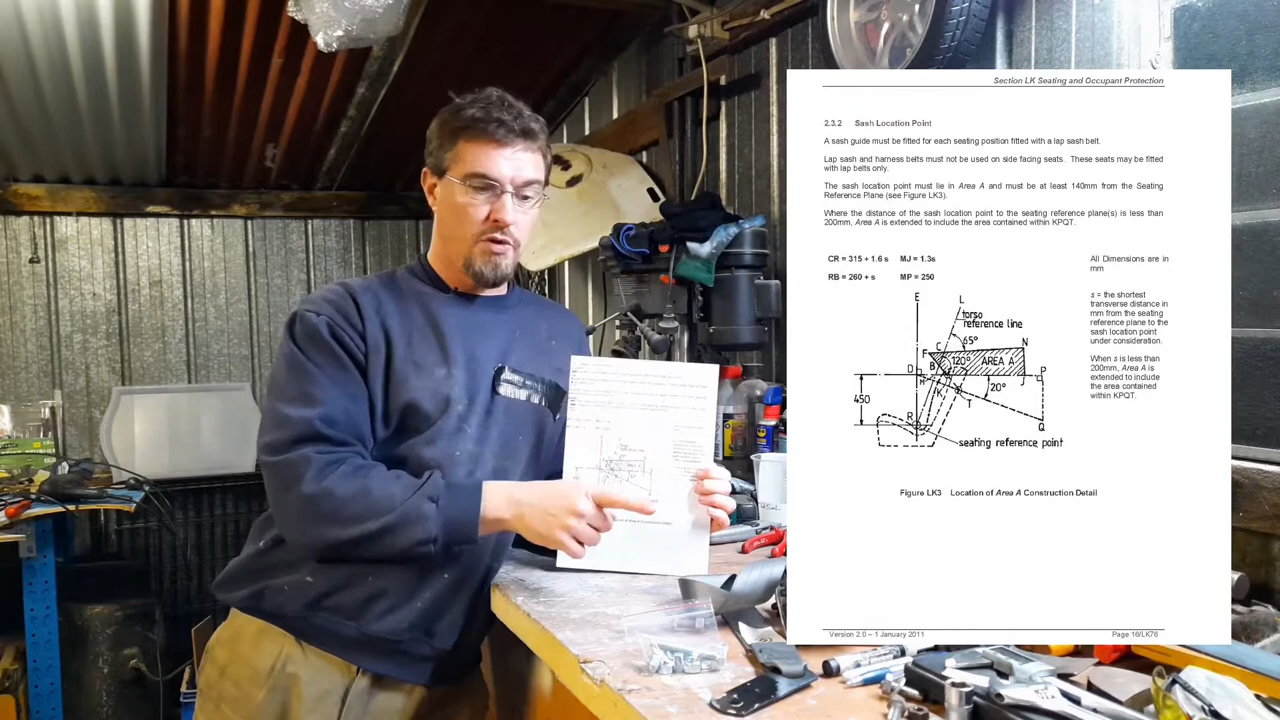 Section LK Seating and Occupant Protection
2.3.2 Sash Location Point
A sash guide must be fitted for each seating position fitted with a lap sash belt.
Lap sash and harness belts must not be used on side facing seats. These seats may be fitted
with lap belts only.
The sash location point must lie in Area A and must be at least 140mm from the Seating
Reference Plane (see Figure LK3).
Where the distance of the sash location point to the seating reference plane(s) is less than
200mm, Area A is extended to include the area contained within KPQT.
CR = 315 + 1.6 s MJ = 1.3s
RB = 260 + s MP = 250
All Dimensions are in
mm
s = the shortest
transverse distance in
mm from the seating
reference plane to the
sash location point
under consideration.
When s is less than
200mm, Area A is
extended to include
the area contained
within KPQT.
E
L
torso
reference line
65°
C
N
F
120°
AREA A
B
D
P
K
20°
T
450
Q
R
seating reference point
Figure LK3 Location of Area A Construction Detail
Version 2.0 – 1 January 2011 Page 16/LK76